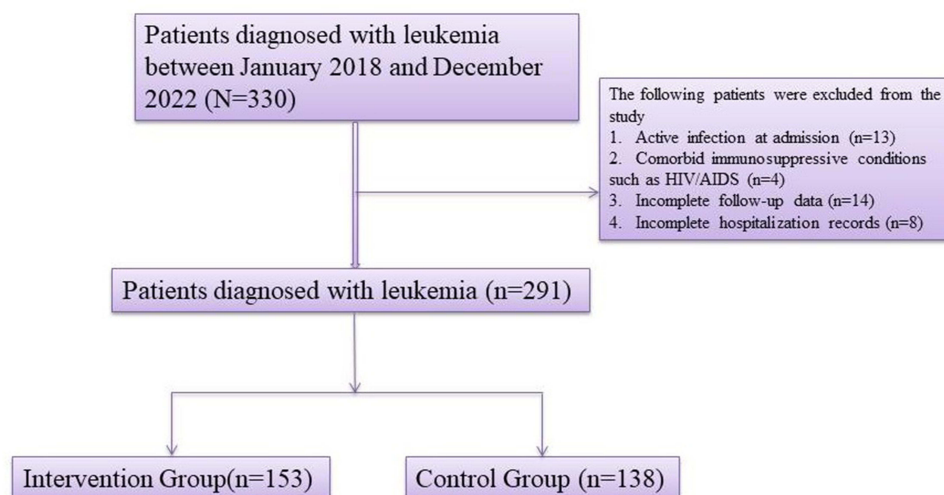 Patients diagnosed with leukemia
between January 2018 and December
2022 (N=330)
The following patients were excluded from the
study
1. Active infection at admission (n=13)
2. Comorbid immunosuppressive conditions
such as HIV/AIDS (n=4)
3. Incomplete follow-up data (n=14)
4. Incomplete hospitalization records (n=8)
Patients diagnosed with leukemia (n=291)
Intervention Group(n=153)
Control Group (n=138)